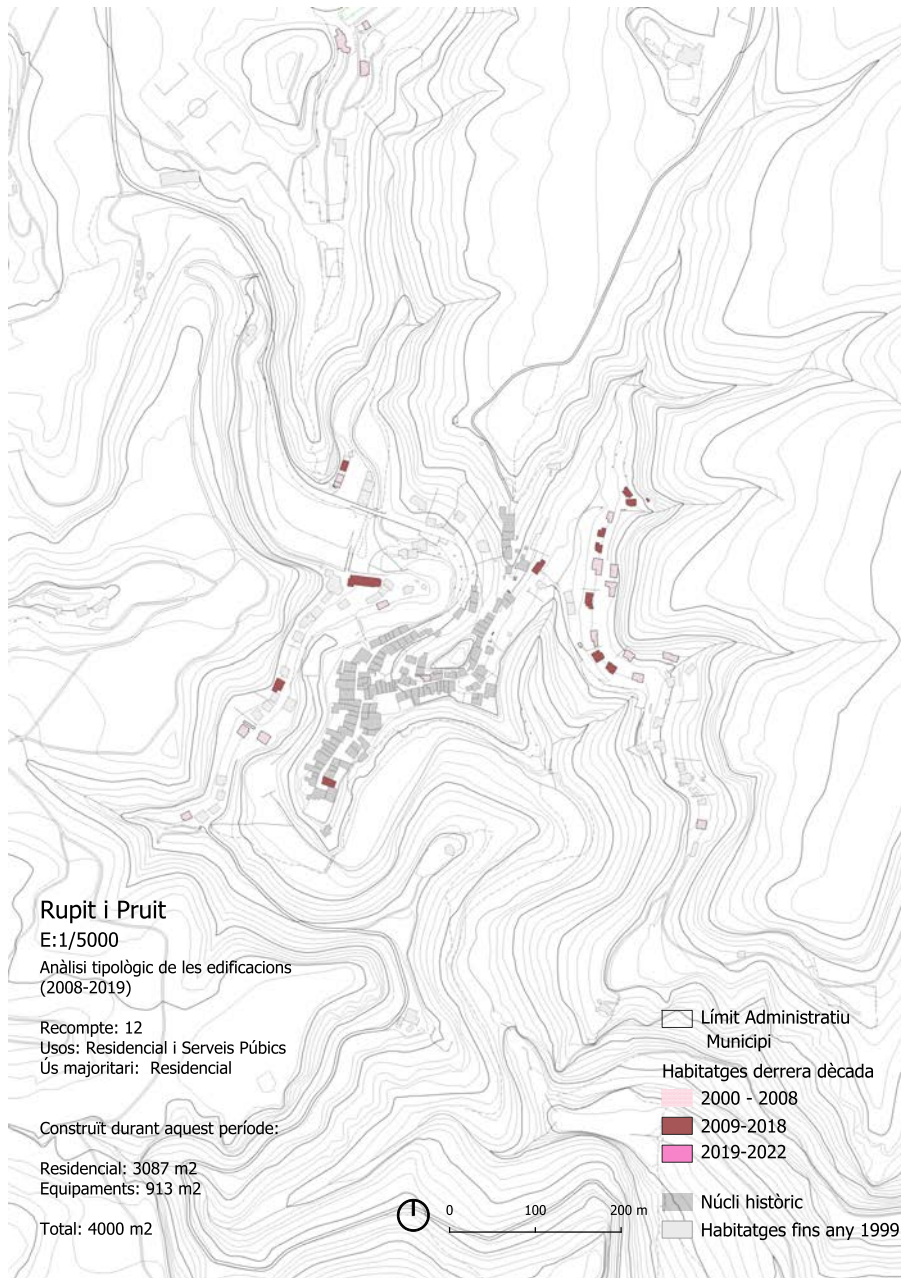 Rupit i Pruit
E:1/5000
Anàlisi tipològic de les edificacions
(2008-2019)
Recompte: 12
Usos: Residencial i Serveis Púbics
Ús majoritari: Residencial
Construït durant aquest període:
Residencial: 3087 m2
Equipaments: 913 m2
Total: 4000 m2
0 100 200 m
Límit Administratiu
Municipi
Habitatges derrera dècada
2000 - 2008
2009-2018
2019-2022
Núcli històric
Habitatges fins any 1999